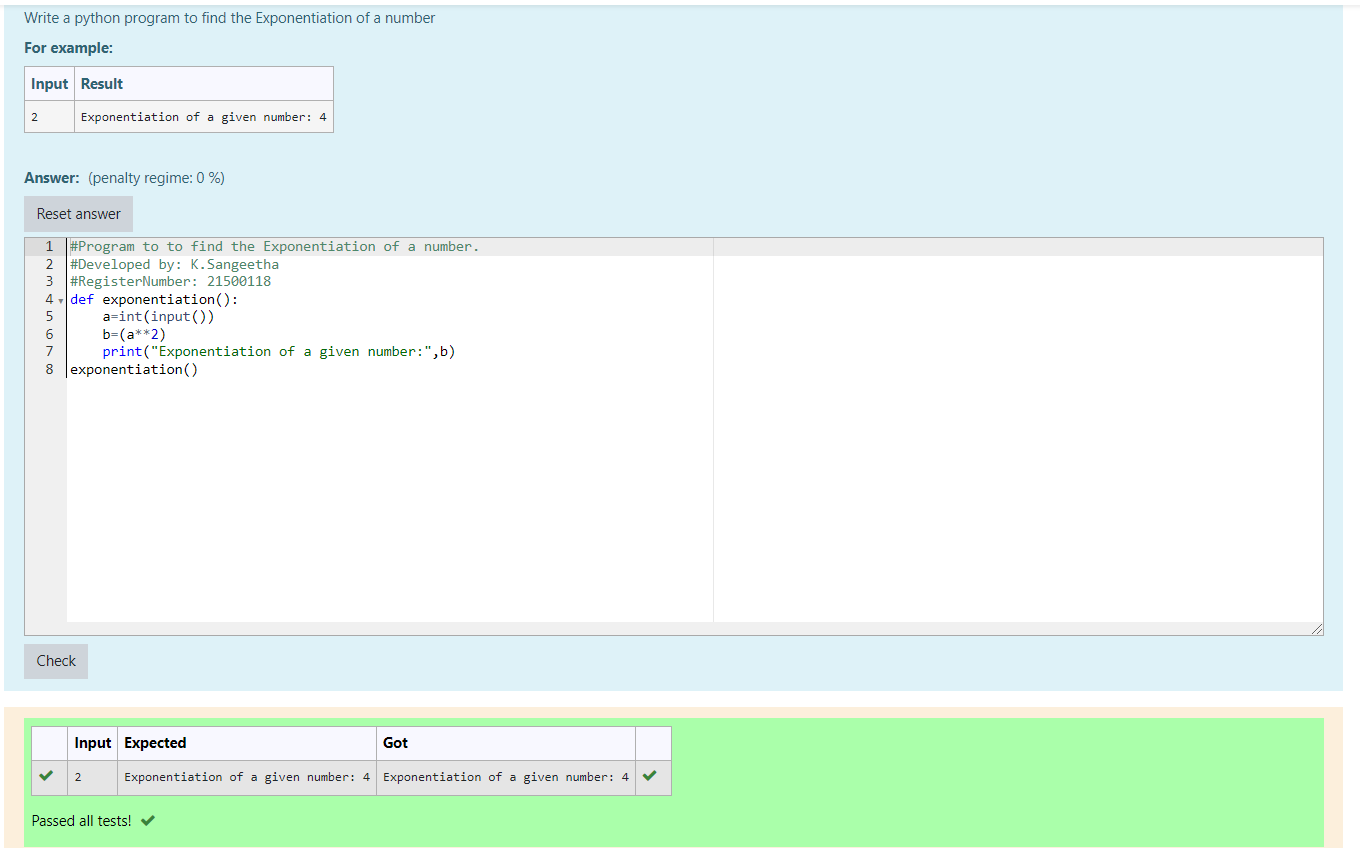 Write a python program to find the Exponentiation of a number
For example:
Input Result
2 Exponentiation of a given number: 4
Answer: (penalty regime: 0 %)
Reset answer
1 #Program to to find the Exponentiation of a number.
2 #Developed by: K.Sangeetha
3 #RegisterNumber: 21500118
4 def exponentiation():
5     a=int(input())
6     b=(a**2)
7     print("Exponentiation of a given number:",b)
8 exponentiation()
Check
Input Expected Got
2 Exponentiation of a given number: 4 Exponentiation of a given number: 4
Passed all tests!